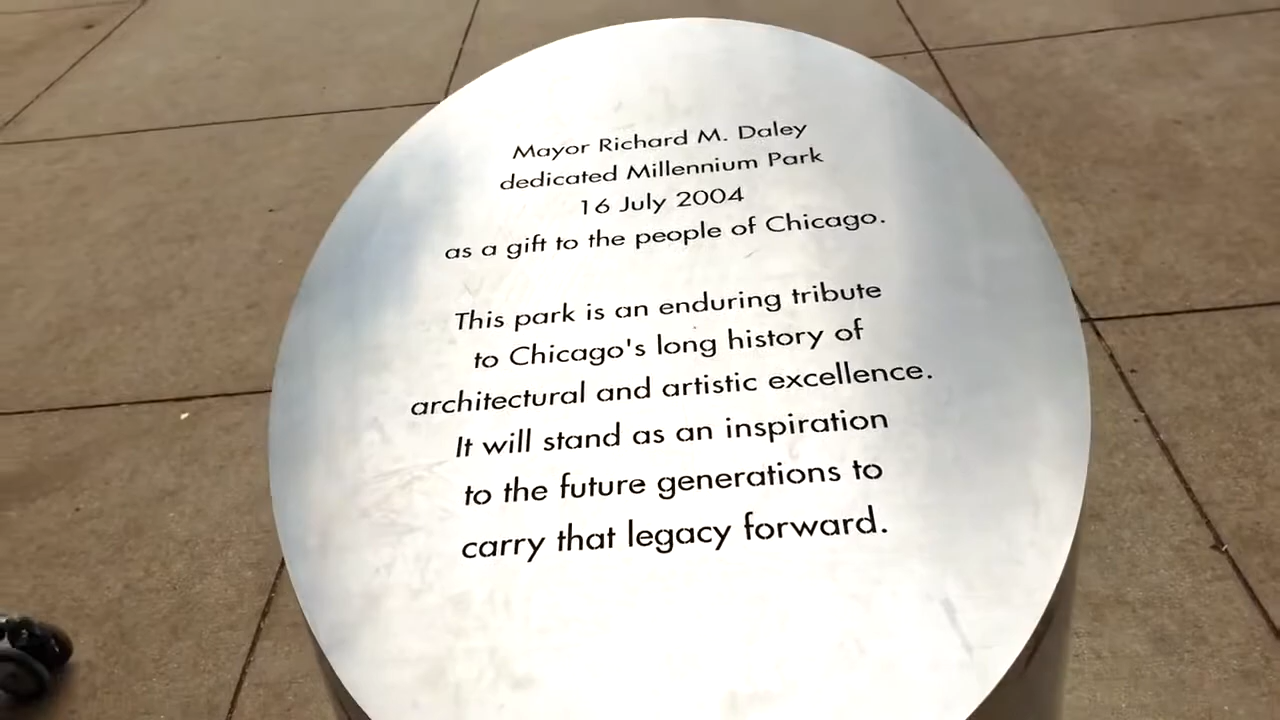 Mayor Richard M. Daley
dedicated Millennium Park
16 July 2004
as a gift to the people of Chicago.
This park is an enduring tribute
to Chicago's long history of
architectural and artistic excellence.
It will stand as an inspiration
to the future generations to
carry that legacy forward.